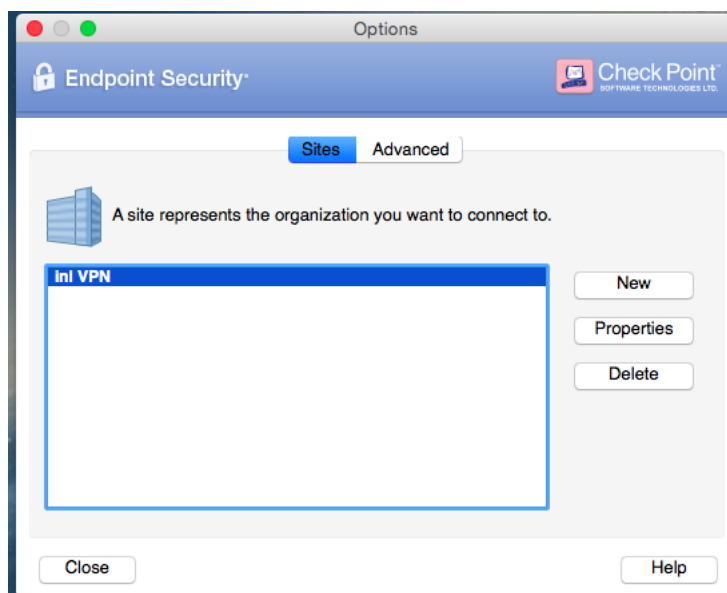 Options
Endpoint Security
Check Point™
SOFTWARE TECHNOLOGIES LTD.
Sites
Advanced
A site represents the organization you want to connect to.
inl VPN
New
Properties
Delete
Close
Help